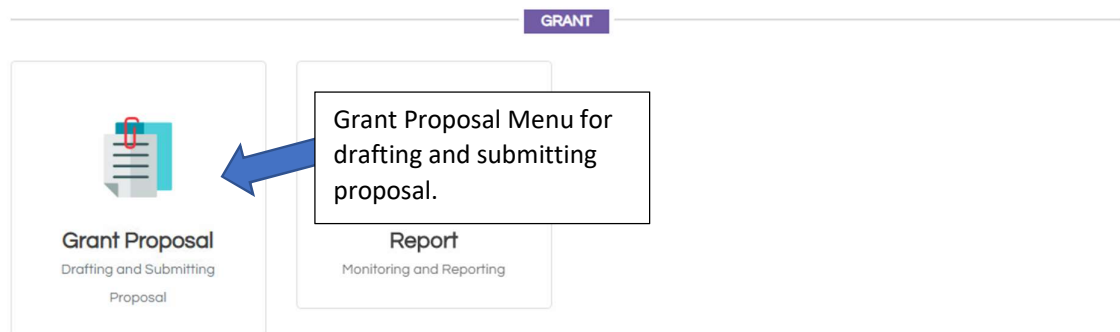 GRANT
Grant Proposal Menu for
drafting and submitting
proposal.
Grant Proposal
Drafting and Submitting
Proposal
Report
Monitoring and Reporting